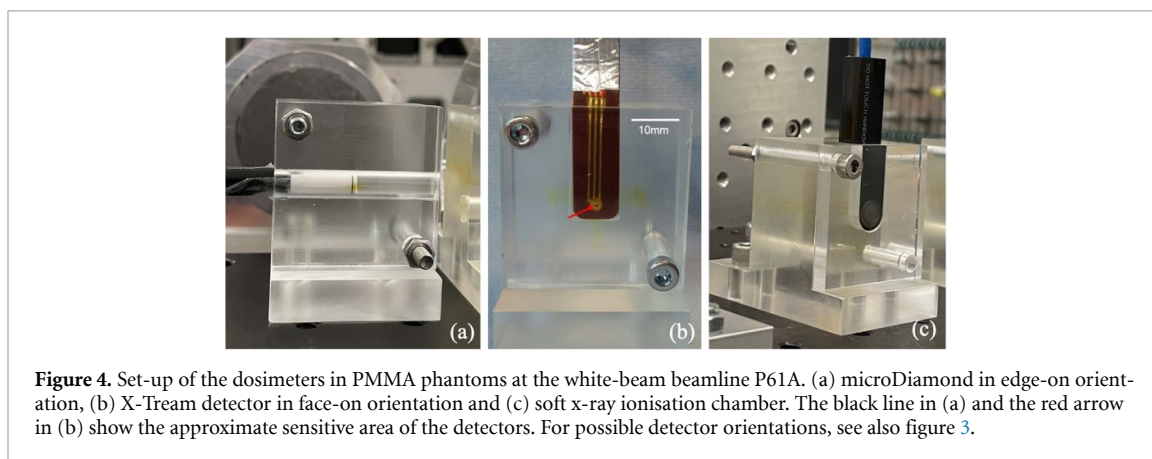 DO NOT TOUCH WINDOW
10mm
(a)
(b)
(c)
Figure 4. Set-up of the dosimeters in PMMA phantoms at the white-beam beamline P61A. (a) microDiamond in edge-on orient-
ation, (b) X-Tream detector in face-on orientation and (c) soft x-ray ionisation chamber. The black line in (a) and the red arrow
in (b) show the approximate sensitive area of the detectors. For possible detector orientations, see also figure 3.